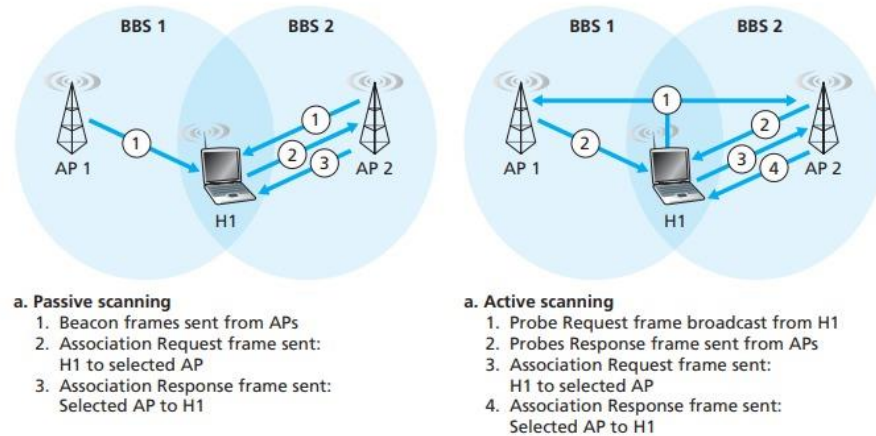 BBS 1
BBS 2
1
1
2
3
AP 1
AP 2
H1
a. Passive scanning
1. Beacon frames sent from APs
2. Association Request frame sent:
H1 to selected AP
3. Association Response frame sent:
Selected AP to H1
BBS 1
BBS 2
1
2
2
3
4
AP 1
AP 2
H1
a. Active scanning
1. Probe Request frame broadcast from H1
2. Probes Response frame sent from APs
3. Association Request frame sent:
H1 to selected AP
4. Association Response frame sent:
Selected AP to H1